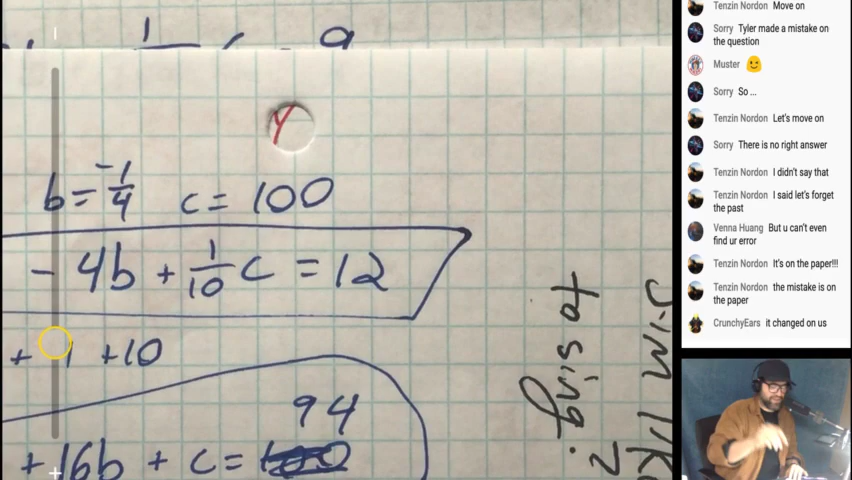 b = -1/4 c = 100
- 4b + 1/10 c = 12
+ 1 + 10
94
+16b + c =
to sing?
Tenzin Nordon Move on
Sorry Tyler made a mistake on
the question
Muster 😉
Sorry So ...
Tenzin Nordon Let's move on
Sorry There is no right answer
Tenzin Nordon I didn't say that
Tenzin Nordon I said let's forget
the past
Venna Huang But u can't even
find ur error
Tenzin Nordon It's on the paper!!!
Tenzin Nordon the mistake is on
the paper
CrunchyEars it changed on us